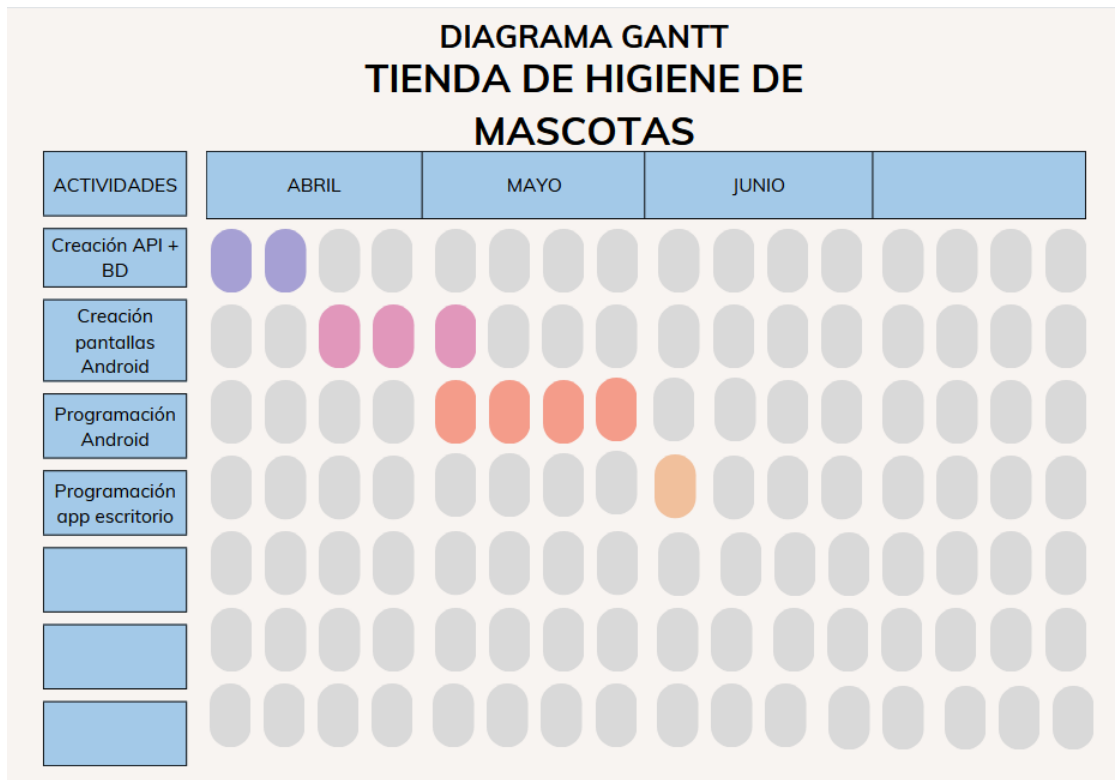 DIAGRAMA GANTT
TIENDA DE HIGIENE DE
MASCOTAS
ACTIVIDADES
ABRIL
MAYO
JUNIO
Creación API +
BD
Creación
pantallas
Android
Programación
Android
Programación
app escritorio